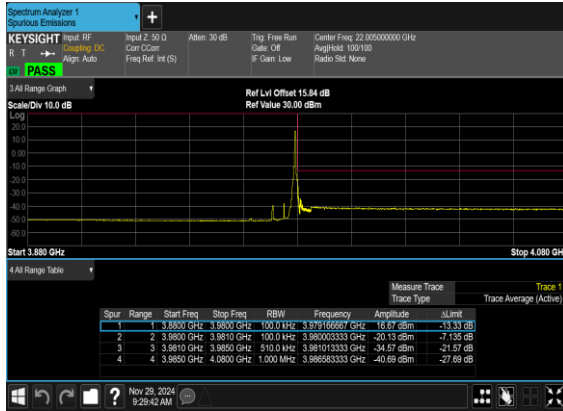 Spectrum Analyzer 1
Spurious Emissions
KEYSIGHT Input: RF Input Z: 50 Ω Atten: 30 dB Trig: Free Run Center Freq: 22.005000000 GHz
R T Coupling: DC Corr CCorr Gate: Off Avg|Hold: 100/100
Align: Auto Freq Ref: Int (S) IF Gain: Low Radio Std: None
LU PASS
3 All Range Graph Ref Lvl Offset 15.84 dB
Scale/Div 10.0 dB Ref Value 30.00 dBm
Log
20.0
10.0
0.00
-10.0
-20.0
-30.0
-40.0
-50.0
-60.0
Start 3.880 GHz Stop 4.080 GHz
4 All Range Table
Measure Trace Trace 1
Trace Type Trace Average (Active)
Spur Range Start Freq Stop Freq RBW Frequency Amplitude ΔLimit
1 1 3.8800 GHz 3.9800 GHz 100.0 kHz 3.979166667 GHz 16.67 dBm -13.33 dB
2 2 3.9800 GHz 3.9810 GHz 100.0 kHz 3.980003333 GHz -20.13 dBm -7.135 dB
3 3 3.9810 GHz 3.9850 GHz 510.0 kHz 3.981013333 GHz -34.57 dBm -21.57 dB
4 4 3.9850 GHz 4.0800 GHz 1.000 MHz 3.986583333 GHz -40.69 dBm -27.69 dB
? Nov 29, 2024
9:29:42 AM